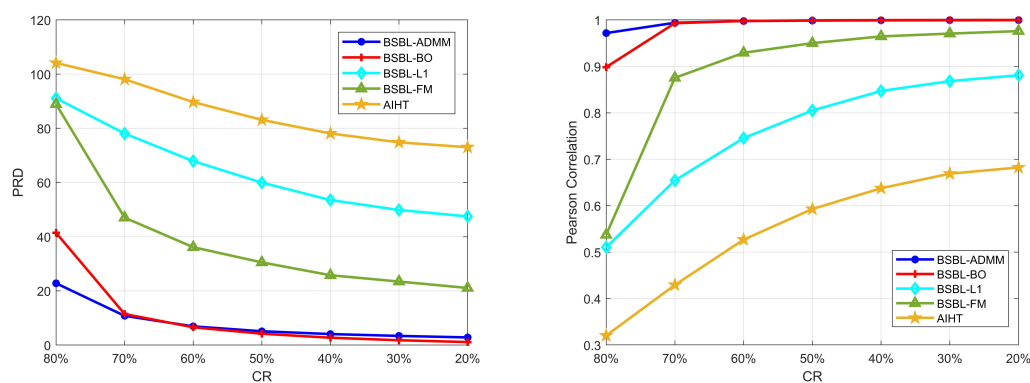 120
100
80
60
40
20
0
PRD
80% 70% 60% 50% 40% 30% 20%
CR
BSBL-ADMM
BSBL-BO
BSBL-L1
BSBL-FM
AIHT
1
0.9
0.8
0.7
0.6
0.5
0.4
0.3
Pearson Correlation
80% 70% 60% 50% 40% 30% 20%
CR
BSBL-ADMM
BSBL-BO
BSBL-L1
BSBL-FM
AIHT